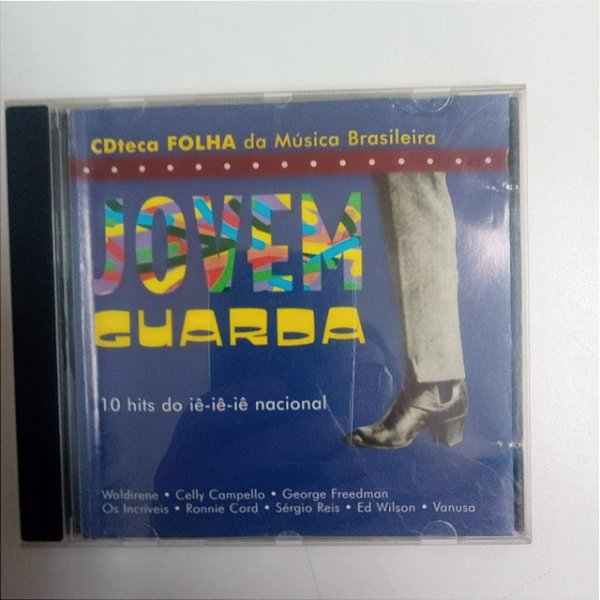 CDteca FOLHA da Música Brasileira
JOVEM
GUARDA
10 hits do iê-iê-iê nacional
Waldirene • Celly Campello • George Freedman
Os Incríveis • Ronnie Cord • Sérgio Reis • Ed Wilson • Vanusa